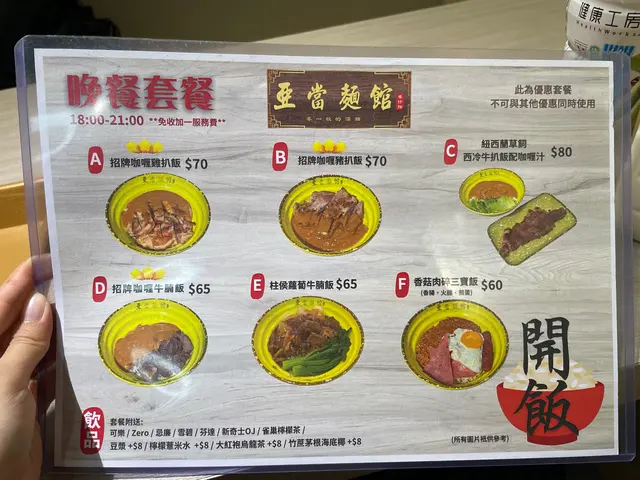 健康工房
HealthWorks
晚餐套餐
18:00-21:00 **免收加一服務費**
亞當麵館
車仔麵
此為優惠套餐
不可與其他優惠同時使用
A 招牌咖喱雞扒飯 $70
B 招牌咖喱豬扒飯 $70
C 紐西蘭草飼
西冷牛扒飯配咖喱汁 $80
D 招牌咖喱牛腩飯 $65
E 柱侯蘿蔔牛腩飯 $65
F 香菇肉碎三寶飯 $60
(香腸，火腿，煎蛋)
開飯
飲品
套餐附送:
可樂 / Zero / 忌廉 / 雪碧 / 芬達 / 新奇士OJ / 雀巢檸檬茶 /
豆漿 +$8 / 檸檬薏米水 +$8 / 大紅袍烏龍茶 +$8 / 竹蔗茅根海底椰 +$8
(所有圖片祗供參考)